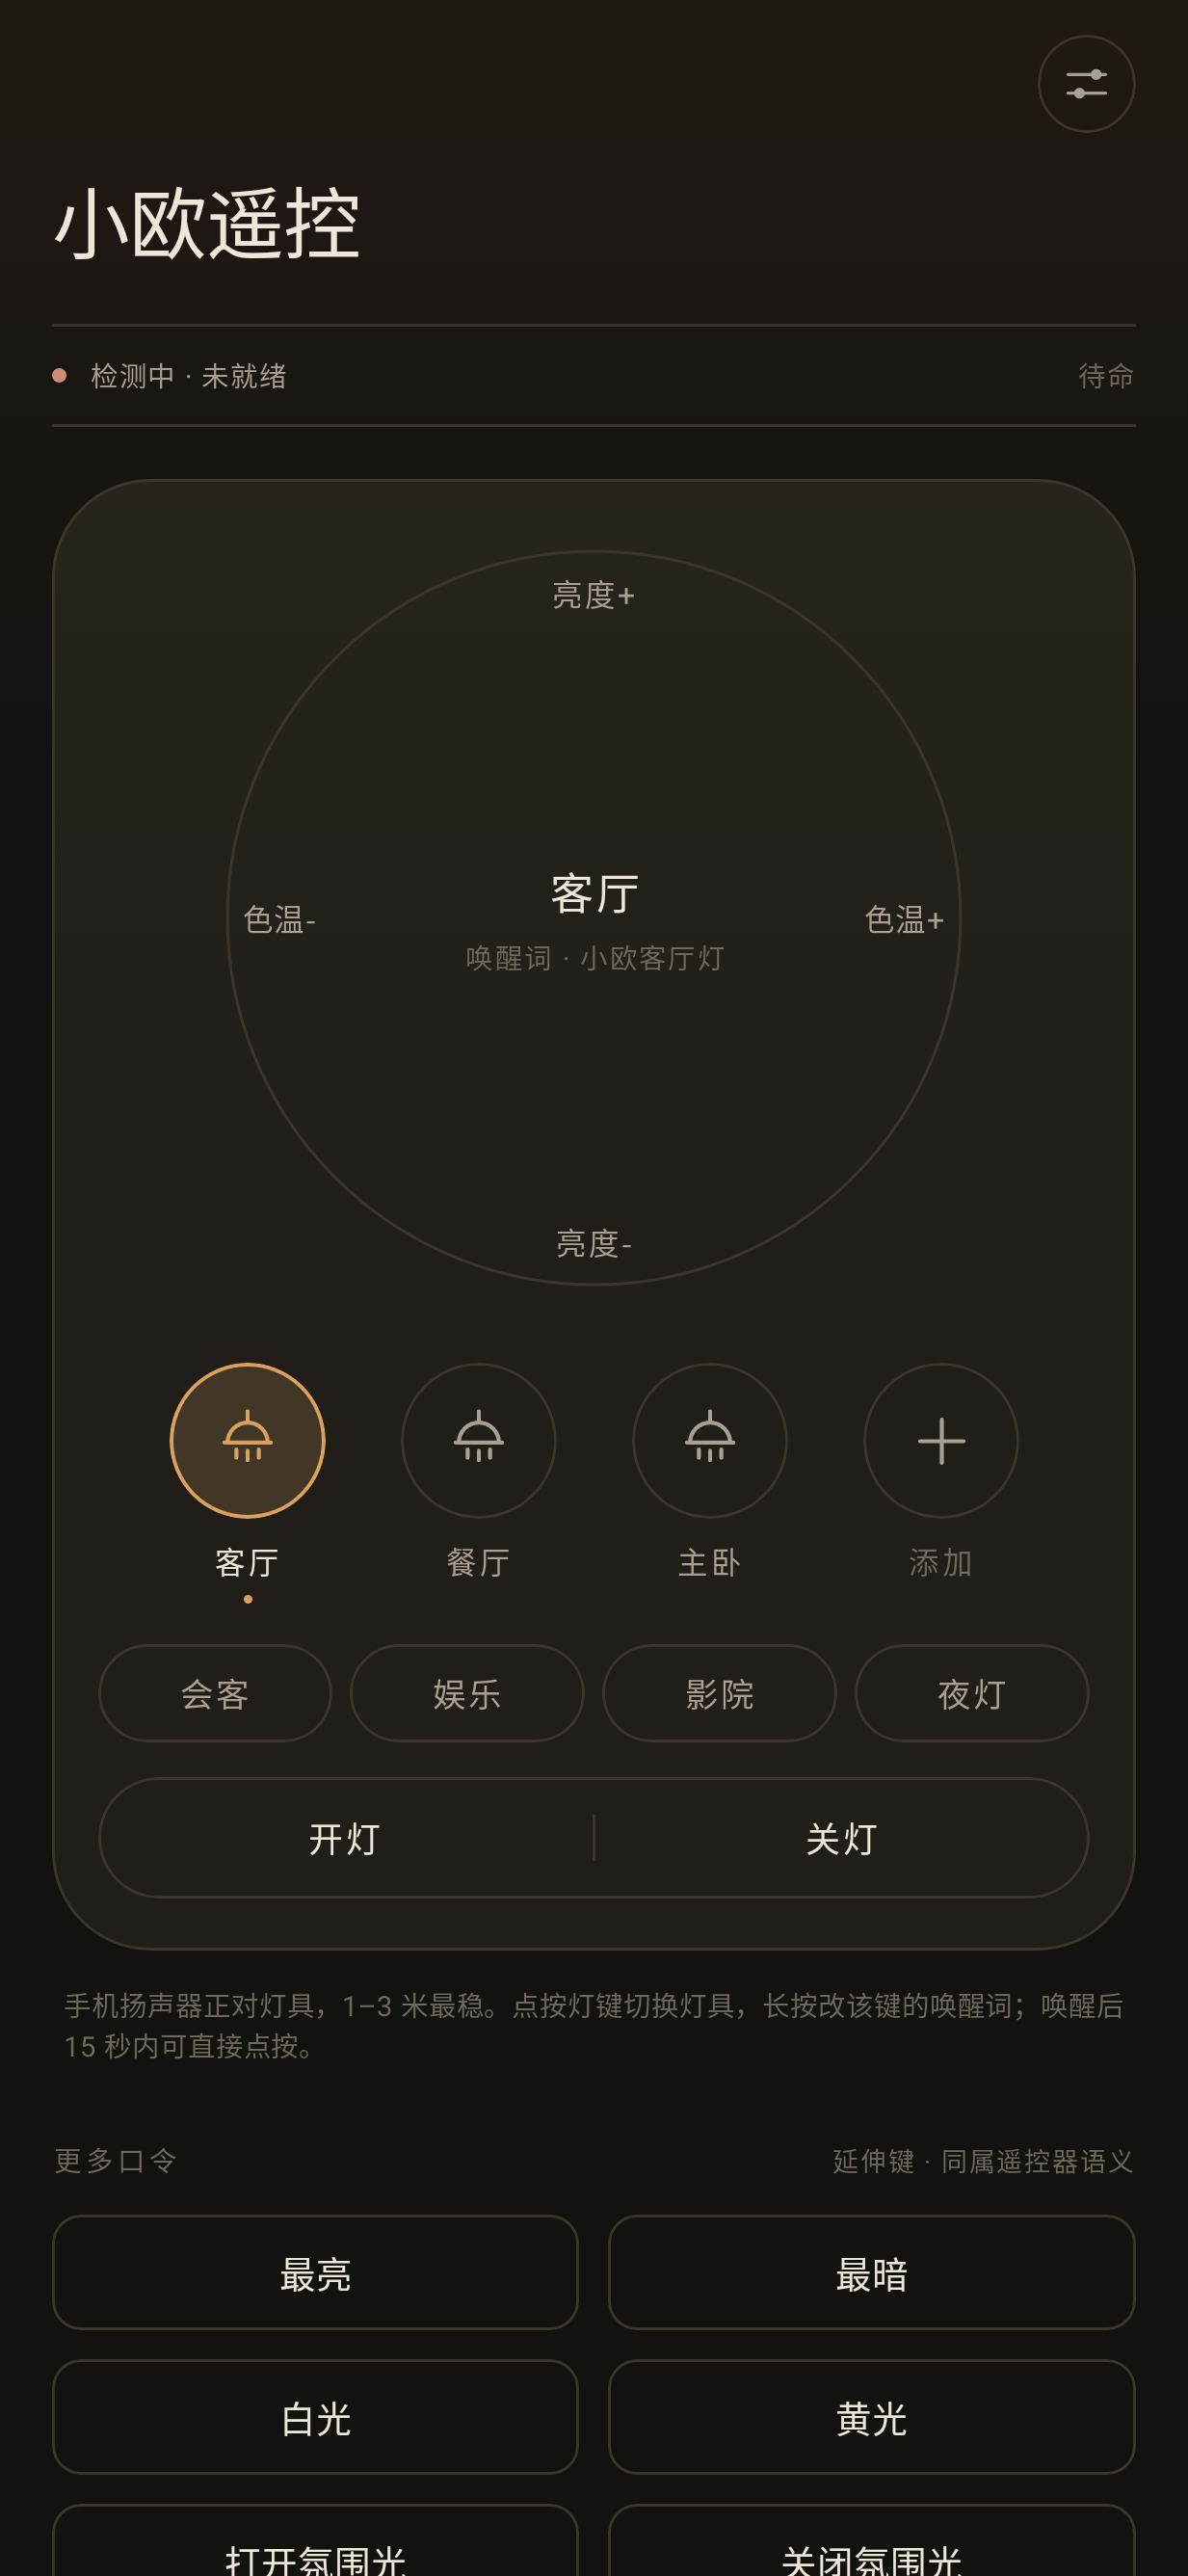 小欧遥控
检测中 · 未就绪
待命
亮度+
色温-
客厅
色温+
唤醒词 · 小欧客厅灯
亮度-
客厅
餐厅
主卧
添加
会客
娱乐
影院
夜灯
开灯
关灯
手机扬声器正对灯具，1–3 米最稳。点按灯键切换灯具，长按改该键的唤醒词；唤醒后
15 秒内可直接点按。
更多口令
延伸键 · 同属遥控器语义
最亮
最暗
白光
黄光
打开氛围光
关闭氛围光